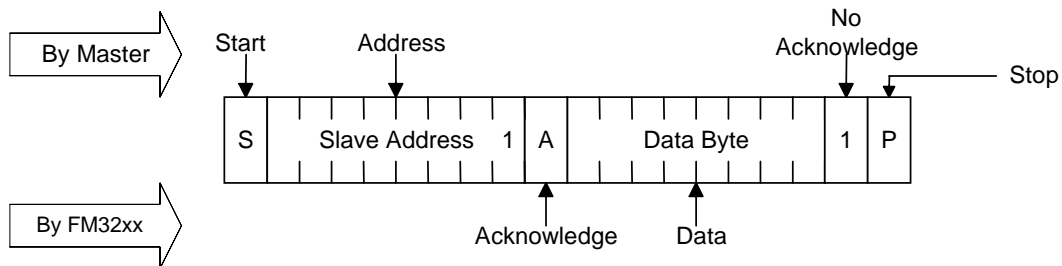 By Master
Start
Address
No
Acknowledge
Stop
S
Slave Address
1
A
Data Byte
1
P
By FM32xx
Acknowledge
Data